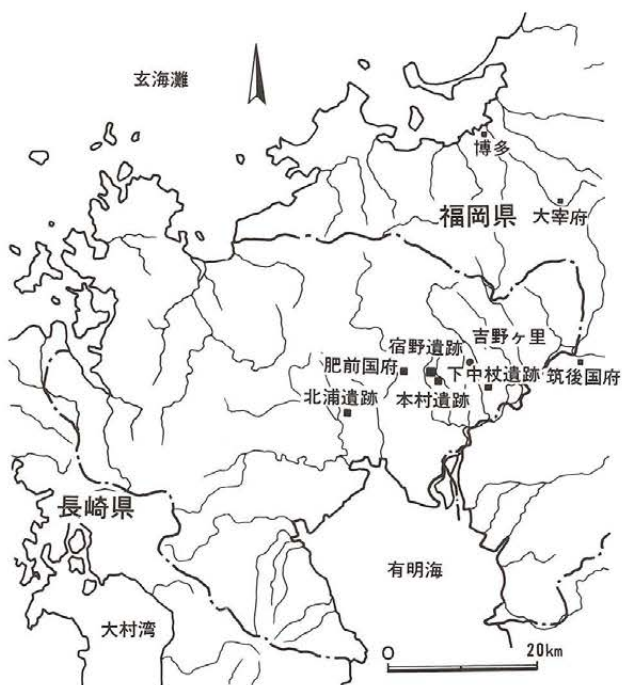 玄海灘
博多
大宰府
福岡県
吉野ヶ里
宿野遺跡
肥前国府
下中杖遺跡
筑後国府
北浦遺跡
本村遺跡
長崎県
有明海
大村湾
0
20km